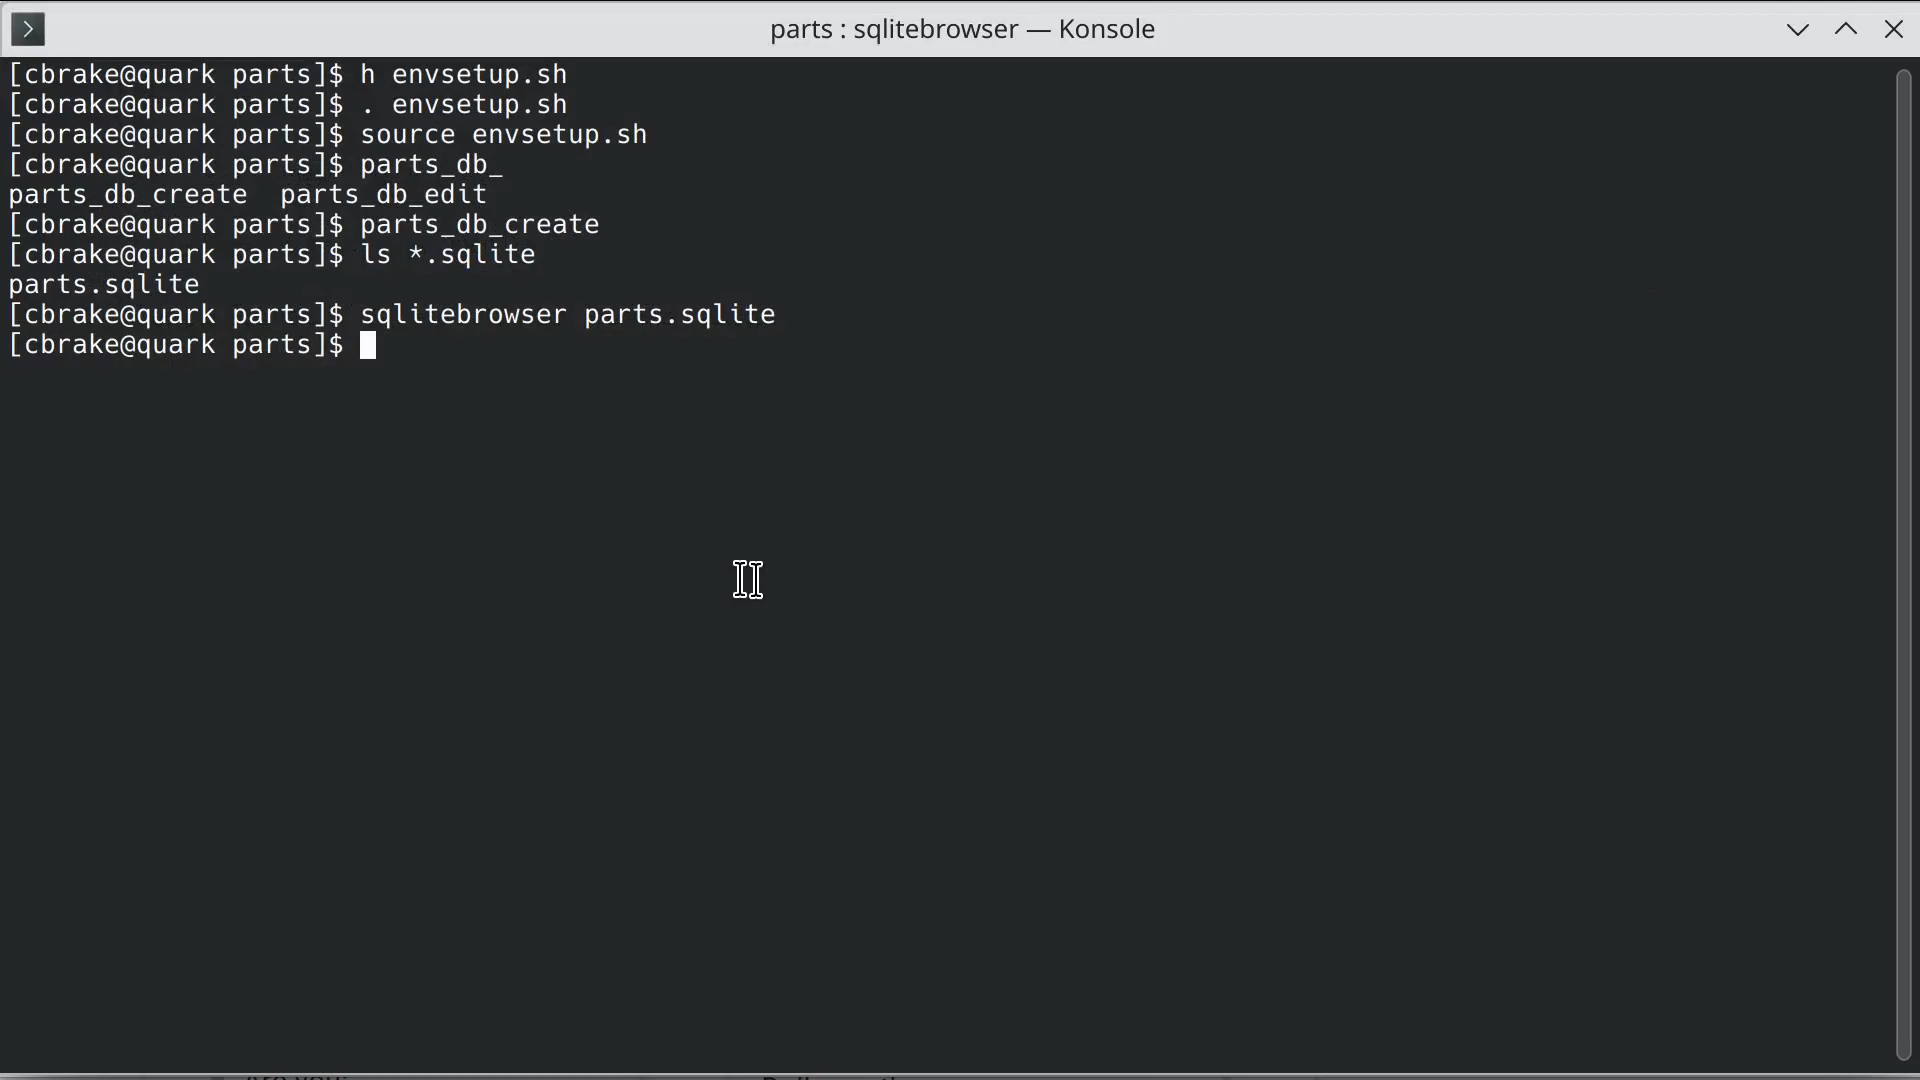 parts : sqlitebrowser — Konsole
[cbrake@quark parts]$ h envsetup.sh
[cbrake@quark parts]$ . envsetup.sh
[cbrake@quark parts]$ source envsetup.sh
[cbrake@quark parts]$ parts_db_
parts_db_create  parts_db_edit
[cbrake@quark parts]$ parts_db_create
[cbrake@quark parts]$ ls *.sqlite
parts.sqlite
[cbrake@quark parts]$ sqlitebrowser parts.sqlite
[cbrake@quark parts]$